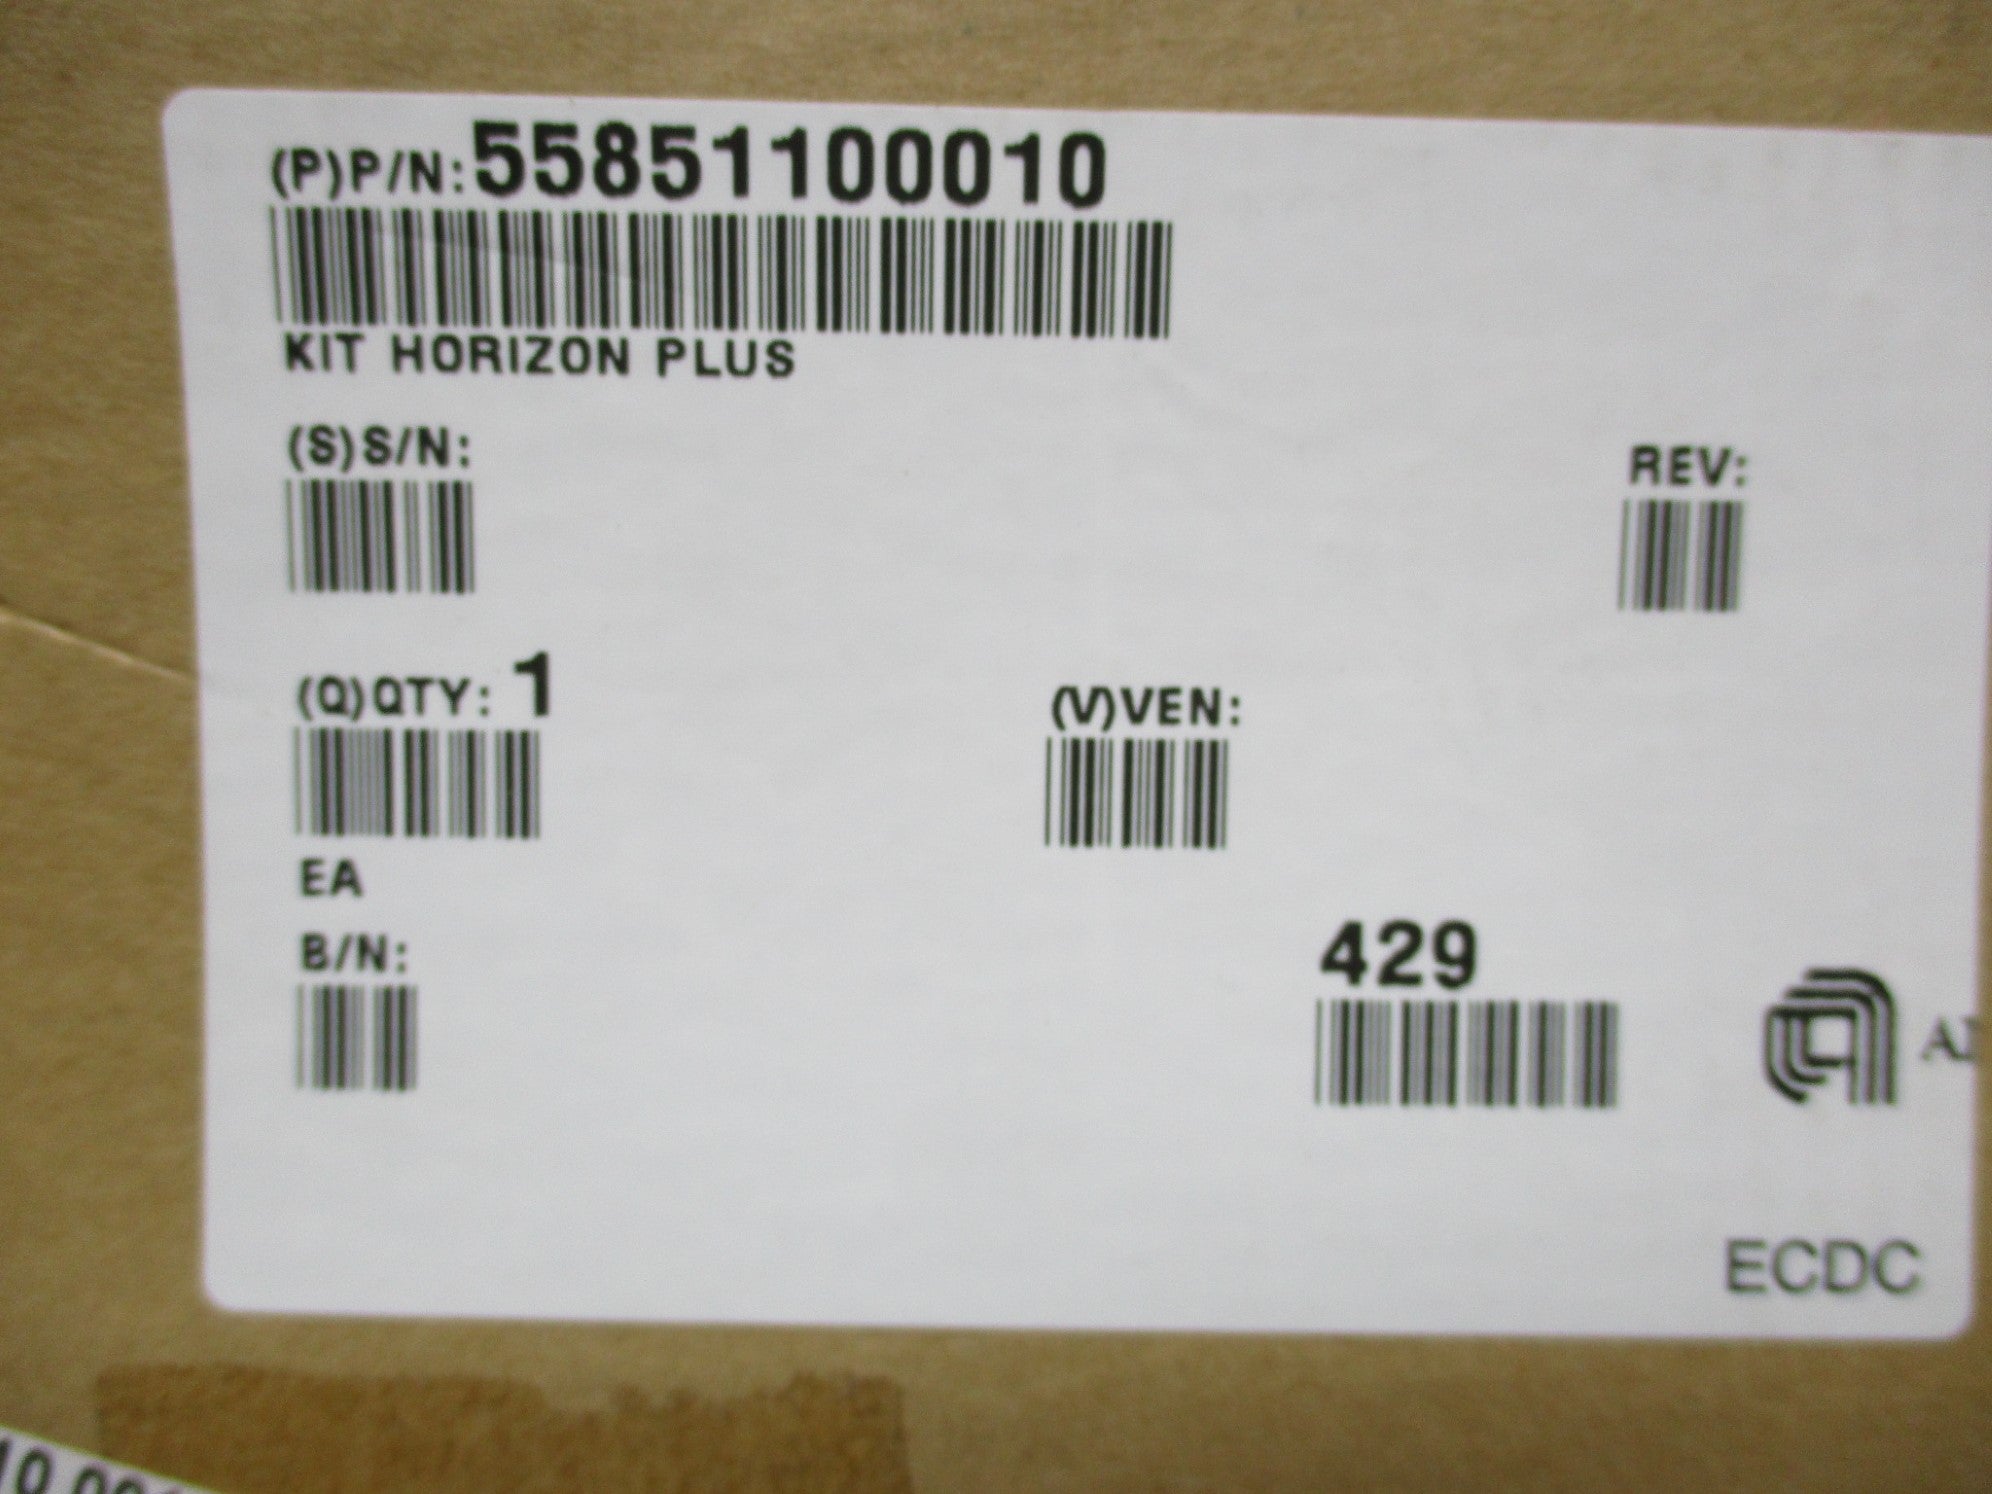 (P)P/N:55851100010
KIT HORIZON PLUS
(S)S/N:
REV:
(Q)QTY: 1
(V)VEN:
EA
B/N:
429
ECDC